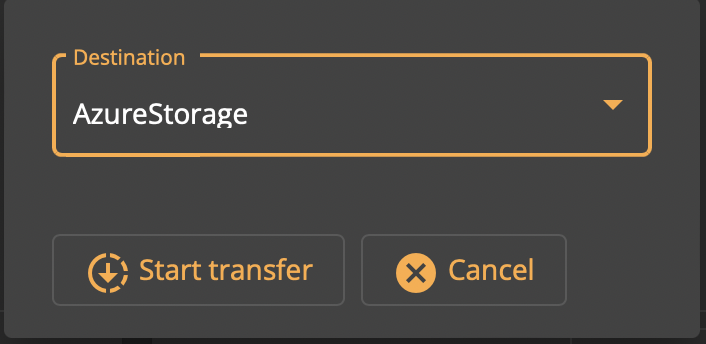 Destination
AzureStorage
Start transfer
Cancel